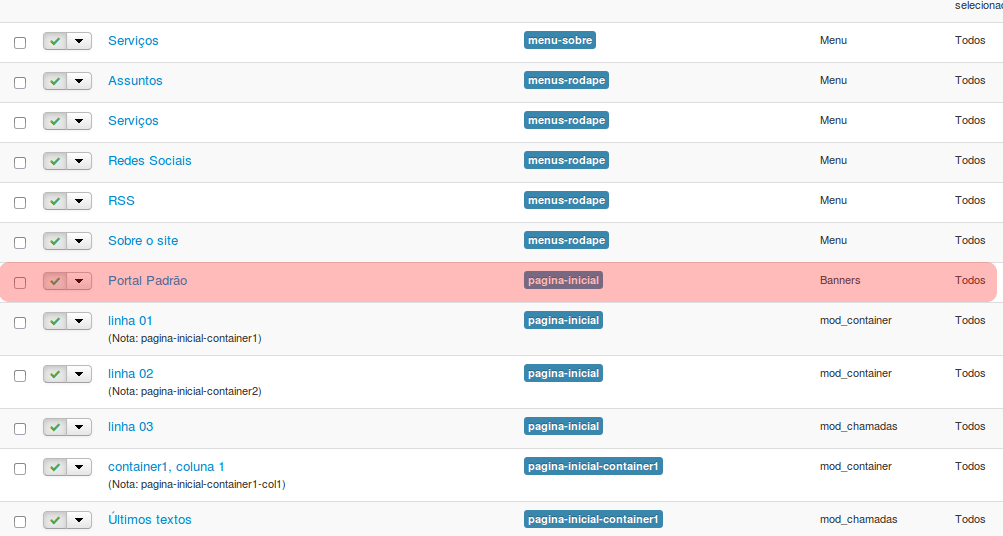 selecionad
Serviços menu-sobre Menu Todos
Assuntos menus-rodape Menu Todos
Serviços menus-rodape Menu Todos
Redes Sociais menus-rodape Menu Todos
RSS menus-rodape Menu Todos
Sobre o site menus-rodape Menu Todos
Portal Padrão pagina-inicial Banners Todos
linha 01 pagina-inicial mod_container Todos
(Nota: pagina-inicial-container1)
linha 02 pagina-inicial mod_container Todos
(Nota: pagina-inicial-container2)
linha 03 pagina-inicial mod_chamadas Todos
container1, coluna 1 pagina-inicial-container1 mod_container Todos
(Nota: pagina-inicial-container1-col1)
Últimos textos pagina-inicial-container1 mod_chamadas Todos